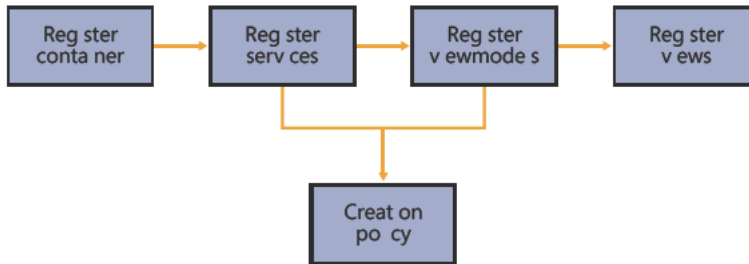 Reg ster
conta ner
Reg ster
serv ces
Reg ster
v ewmode s
Reg ster
v ews
Creat on
po cy